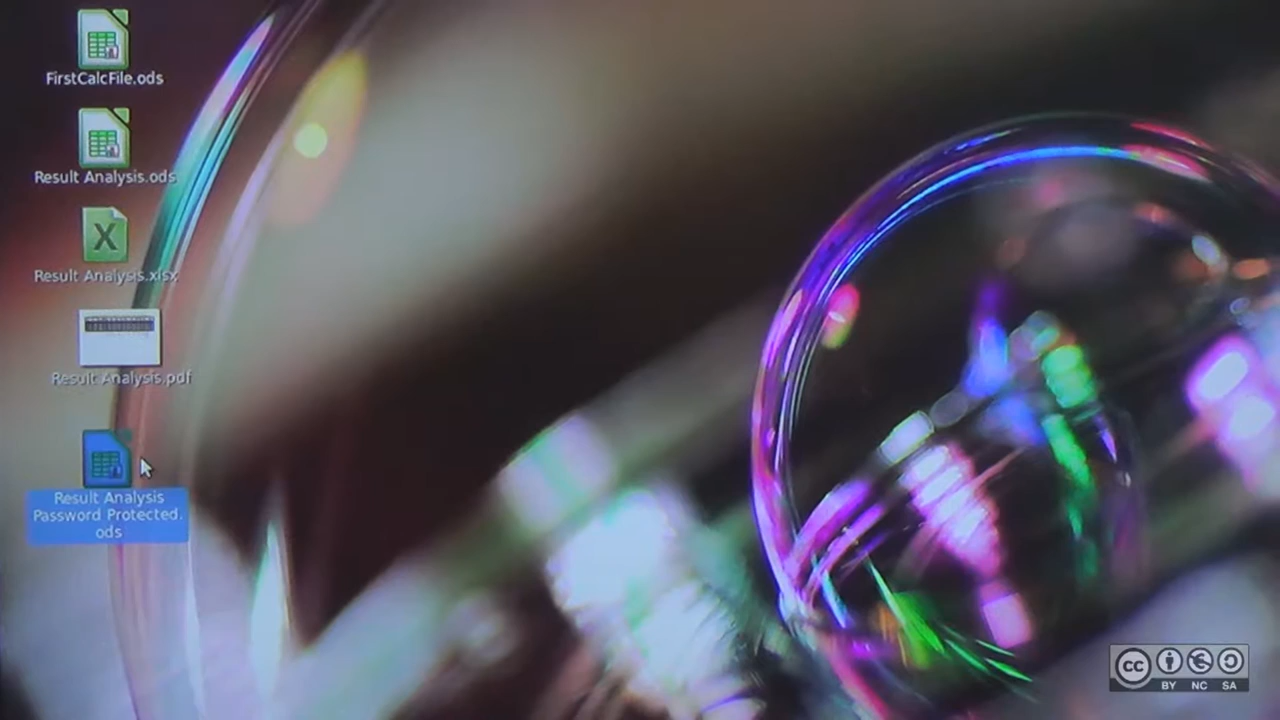 FirstCalcFile.ods
Result Analysis.ods
Result Analysis.xlsx
Result Analysis.pdf
Result Analysis
Password Protected.
ods
cc
BY NC SA